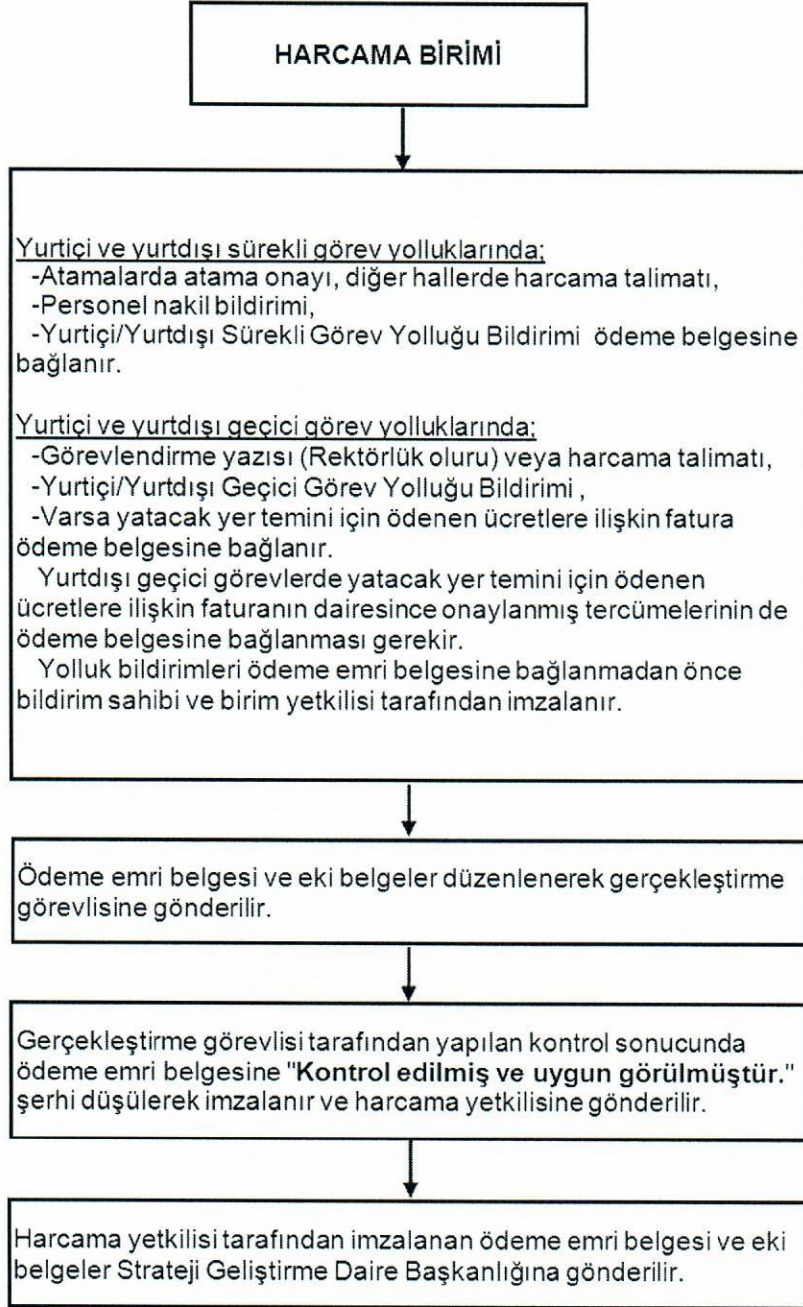 HARCAMA BİRİMİ
Yurtiçi ve yurtdışı sürekli görev yolluklarında;
-Atamalarda atama onayı, diğer hallerde harcama talimatı,
-Personel nakil bildirimi,
-Yurtiçi/Yurtdışı Sürekli Görev Yolluğu Bildirimi ödeme belgesine
bağlanır.
Yurtiçi ve yurtdışı geçici görev yolluklarında;
-Görevlendirme yazısı (Rektörlük oluru) veya harcama talimatı,
-Yurtiçi/Yurtdışı Geçici Görev Yolluğu Bildirimi ,
-Varsa yatacak yer temini için ödenen ücretlere ilişkin fatura
ödeme belgesine bağlanır.
Yurtdışı geçici görevlerde yatacak yer temini için ödenen
ücretlere ilişkin faturanın dairesince onaylanmış tercümelerinin de
ödeme belgesine bağlanması gerekir.
Yolluk bildirimleri ödeme emri belgesine bağlanmadan önce
bildirim sahibi ve birim yetkilisi tarafından imzalanır.
Ödeme emri belgesi ve eki belgeler düzenlenerek gerçekleştirme
görevlisine gönderilir.
Gerçekleştirme görevlisi tarafından yapılan kontrol sonucunda
ödeme emri belgesine "Kontrol edilmiş ve uygun görülmüştür."
şerhi düşülerek imzalanır ve harcama yetkilisine gönderilir.
Harcama yetkilisi tarafından imzalanan ödeme emri belgesi ve eki
belgeler Strateji Geliştirme Daire Başkanlığına gönderilir.